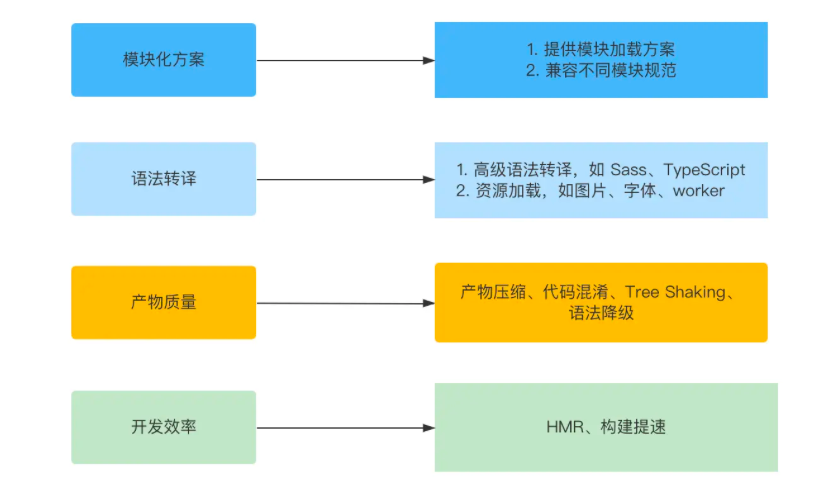 模块化方案
1. 提供模块加载方案
2. 兼容不同模块规范
语法转译
1. 高级语法转译，如 Sass、TypeScript
2. 资源加载，如图片、字体、worker
产物质量
产物压缩、代码混淆、Tree Shaking、
语法降级
开发效率
HMR、构建提速